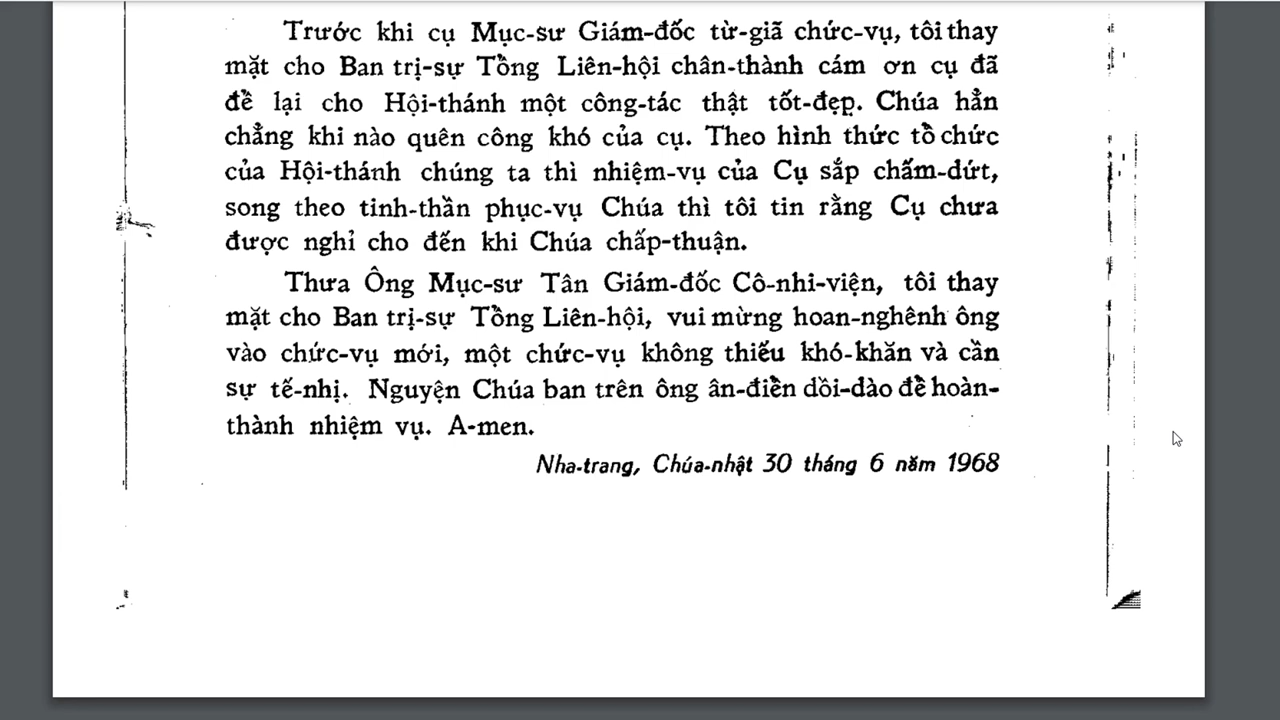 Trước khi cụ Mục-sư Giám-đốc từ-giã chức-vụ, tôi thay
mặt cho Ban trị-sự Tổng Liên-hội chân-thành cám ơn cụ đã
để lại cho Hội-thánh một công-tác thật tốt-đẹp. Chúa hẳn
chẳng khi nào quên công khó của cụ. Theo hình thức tổ chức
của Hội-thánh chúng ta thì nhiệm-vụ của Cụ sắp chấm-dứt,
song theo tinh-thần phục-vụ Chúa thì tôi tin rằng Cụ chưa
được nghỉ cho đến khi Chúa chấp-thuận.
Thưa Ông Mục-sư Tân Giám-đốc Cô-nhi-viện, tôi thay
mặt cho Ban trị-sự Tổng Liên-hội, vui mừng hoan-nghênh ông
vào chức-vụ mới, một chức-vụ không thiếu khó-khăn và cần
sự tế-nhị. Nguyện Chúa ban trên ông ân-điển dồi-dào để hoàn-
thành nhiệm vụ. A-men.
Nha-trang, Chúa-nhật 30 tháng 6 năm 1968